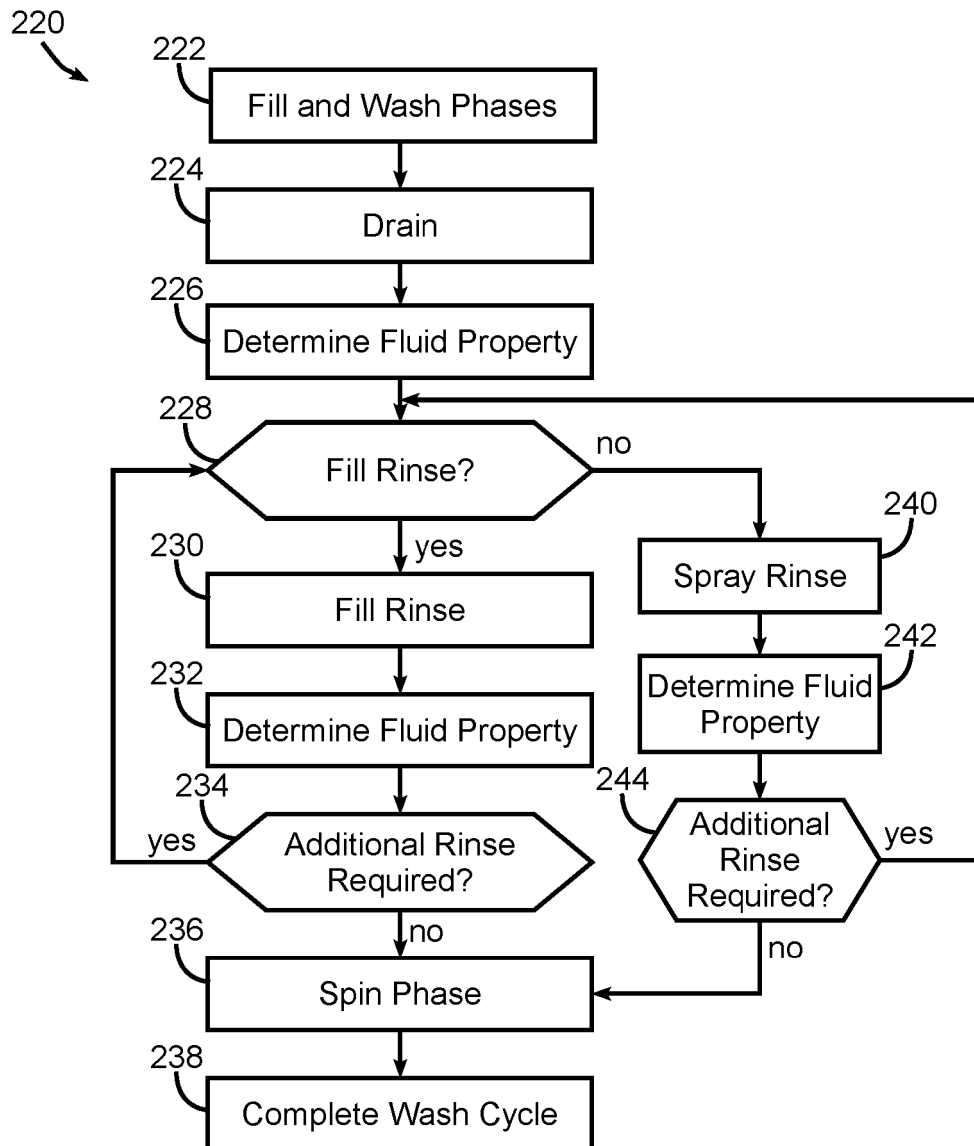 220
222
Fill and Wash Phases
224
Drain
226
Determine Fluid Property
228
Fill Rinse?
no
yes
230
Fill Rinse
232
Determine Fluid Property
234
yes
Additional Rinse
Required?
no
236
Spin Phase
238
Complete Wash Cycle
240
Spray Rinse
242
Determine Fluid
Property
244
Additional
Rinse
Required?
yes
no